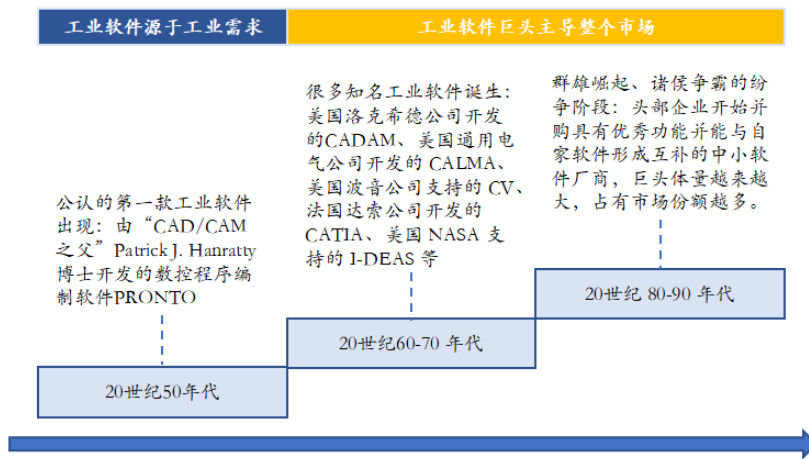 工业软件源于工业需求
工业软件巨头主导整个市场
公认的第一款工业软件
出现：由“CAD/CAM
之父”Patrick J. Hanratty
博士开发的数控程序编
制软件PRONTO
20世纪50年代
很多知名工业软件诞生：
美国洛克希德公司开发
的CADAM、美国通用电
气公司开发的 CALMA、
美国波音公司支持的 CV、
法国达索公司开发的
CATIA、美国 NASA 支
持的 I-DEAS 等
20世纪60-70 年代
群雄崛起、诸侯争霸的纷
争阶段：头部企业开始并
购具有优秀功能并能与自
家软件形成互补的中小软
件厂商，巨头体量越来越
大，占有市场份额越多。
20世纪 80-90 年代